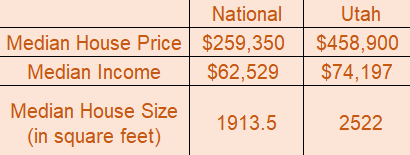 National Utah
Median House Price $259,350 $458,900
Median Income $62,529 $74,197
Median House Size
(in square feet) 1913.5 2522